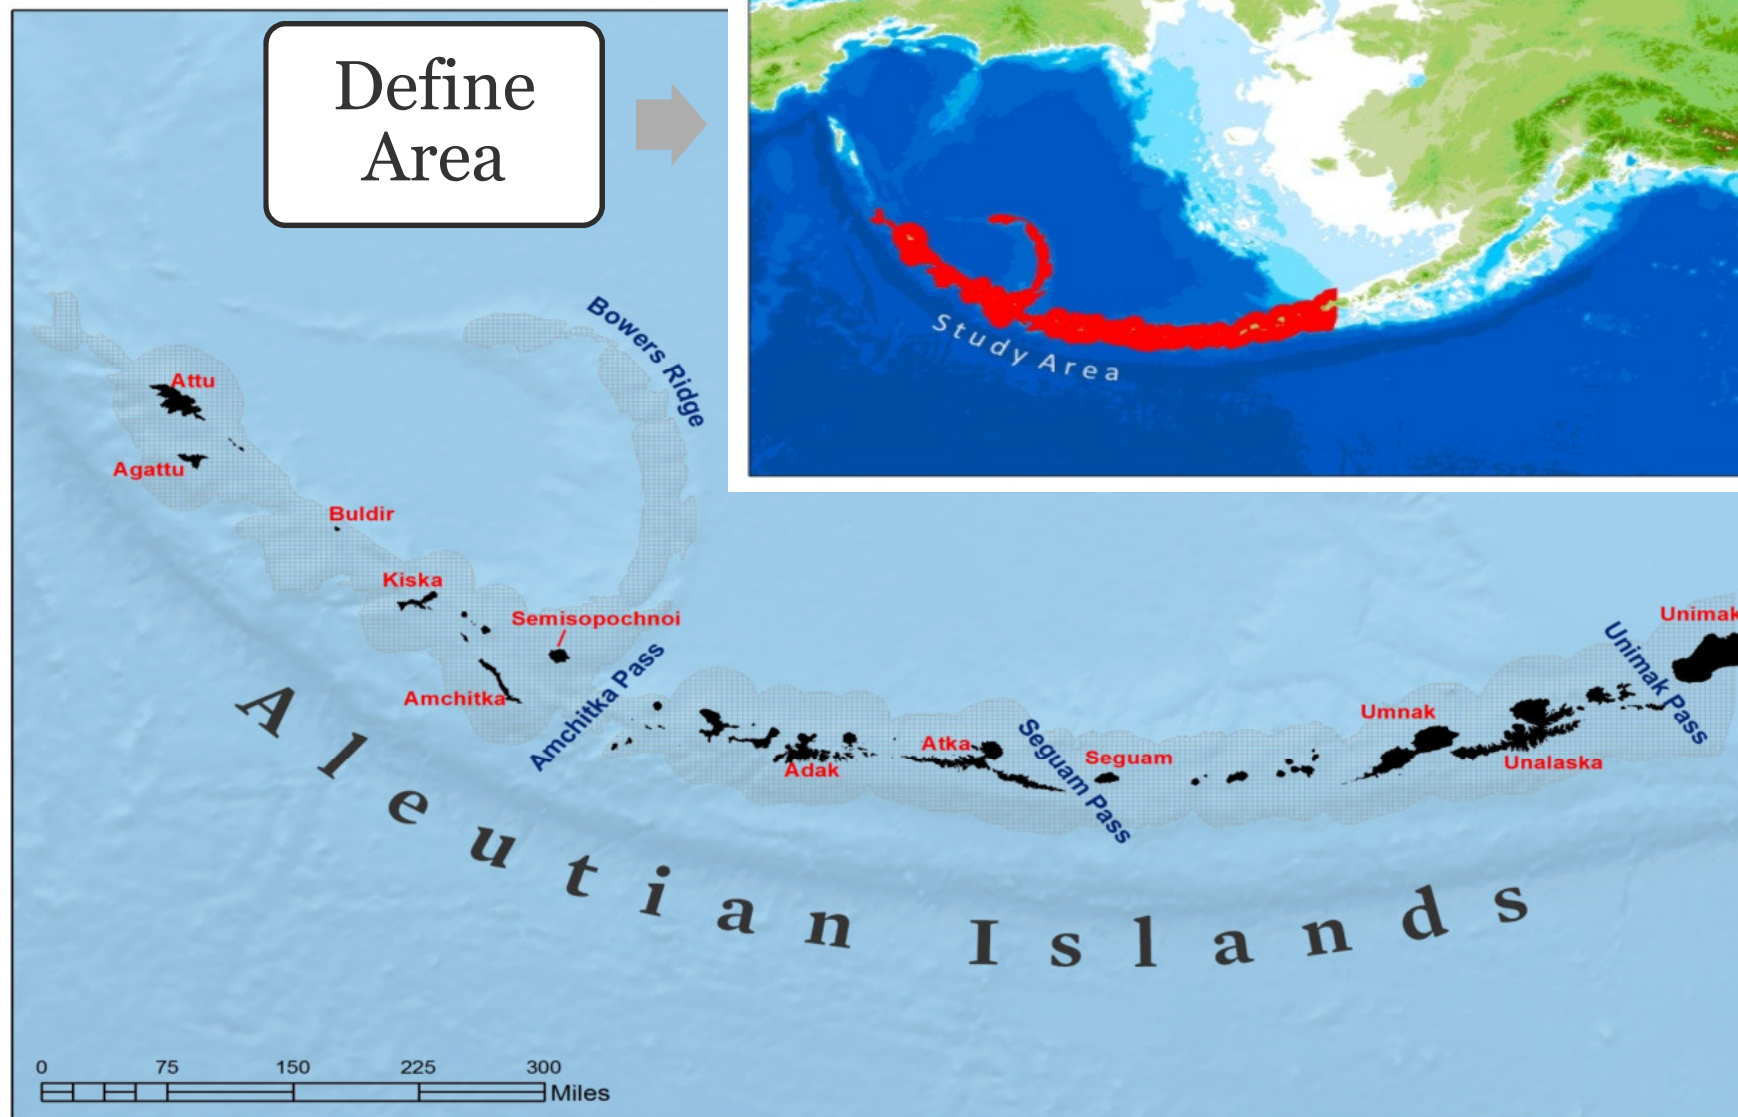 Define
Area
Study Area
Bowers Ridge
Attu
Agattu
Buldir
Kiska
Semisopochnoi
Amchitka
Amchitka Pass
Adak
Atka
Seguam Pass
Seguam
Umnak
Unalaska
Unimak Pass
Unimak
Aleutian Islands
0 75 150 225 300
Miles